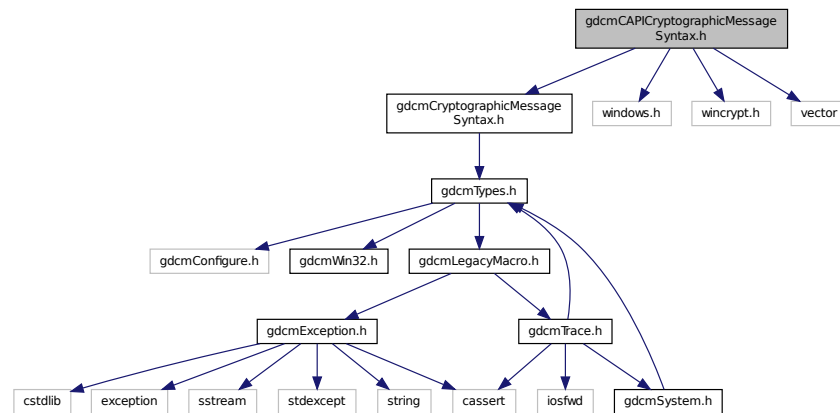 gdcmCAPICryptographicMessage
Syntax.h
gdcmCryptographicMessage
Syntax.h
windows.h
wincrypt.h
vector
gdcmTypes.h
gdcmConfigure.h
gdcmWin32.h
gdcmLegacyMacro.h
gdcmException.h
gdcmTrace.h
cstdlib
exception
sstream
stdexcept
string
cassert
iosfwd
gdcmSystem.h